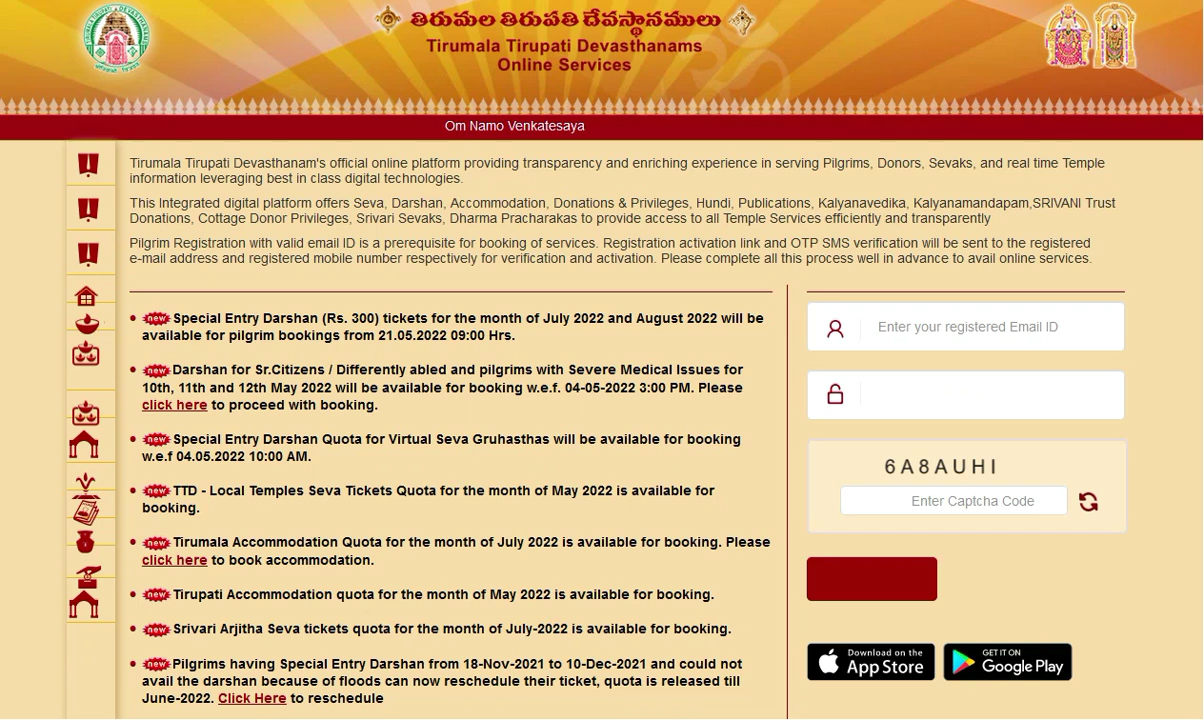 తిరుమల తిరుపతి దేవస్థానములు
Tirumala Tirupati Devasthanams
Online Services
Om Namo Venkatesaya
Tirumala Tirupati Devasthanam's official online platform providing transparency and enriching experience in serving Pilgrims, Donors, Sevaks, and real time Temple
information leveraging best in class digital technologies.
This Integrated digital platform offers Seva, Darshan, Accommodation, Donations & Privileges, Hundi, Publications, Kalyanavedika, Kalyanamandapam,SRIVANI Trust
Donations, Cottage Donor Privileges, Srivari Sevaks, Dharma Pracharakas to provide access to all Temple Services efficiently and transparently
Pilgrim Registration with valid email ID is a prerequisite for booking of services. Registration activation link and OTP SMS verification will be sent to the registered
e-mail address and registered mobile number respectively for verification and activation. Please complete all this process well in advance to avail online services.
new Special Entry Darshan (Rs. 300) tickets for the month of July 2022 and August 2022 will be
available for pilgrim bookings from 21.05.2022 09:00 Hrs.
new Darshan for Sr.Citizens / Differently abled and pilgrims with Severe Medical Issues for
10th, 11th and 12th May 2022 will be available for booking w.e.f. 04-05-2022 3:00 PM. Please
click here to proceed with booking.
new Special Entry Darshan Quota for Virtual Seva Gruhasthas will be available for booking
w.e.f 04.05.2022 10:00 AM.
new TTD - Local Temples Seva Tickets Quota for the month of May 2022 is available for
booking.
new Tirumala Accommodation Quota for the month of July 2022 is available for booking. Please
click here to book accommodation.
new Tirupati Accommodation quota for the month of May 2022 is available for booking.
new Srivari Arjitha Seva tickets quota for the month of July-2022 is available for booking.
new Pilgrims having Special Entry Darshan from 18-Nov-2021 to 10-Dec-2021 and could not
avail the darshan because of floods can now reschedule their ticket, quota is released till
June-2022. Click Here to reschedule
Enter your registered Email ID
6A8AUHI
Enter Captcha Code
Download on the
App Store
GET IT ON
Google Play